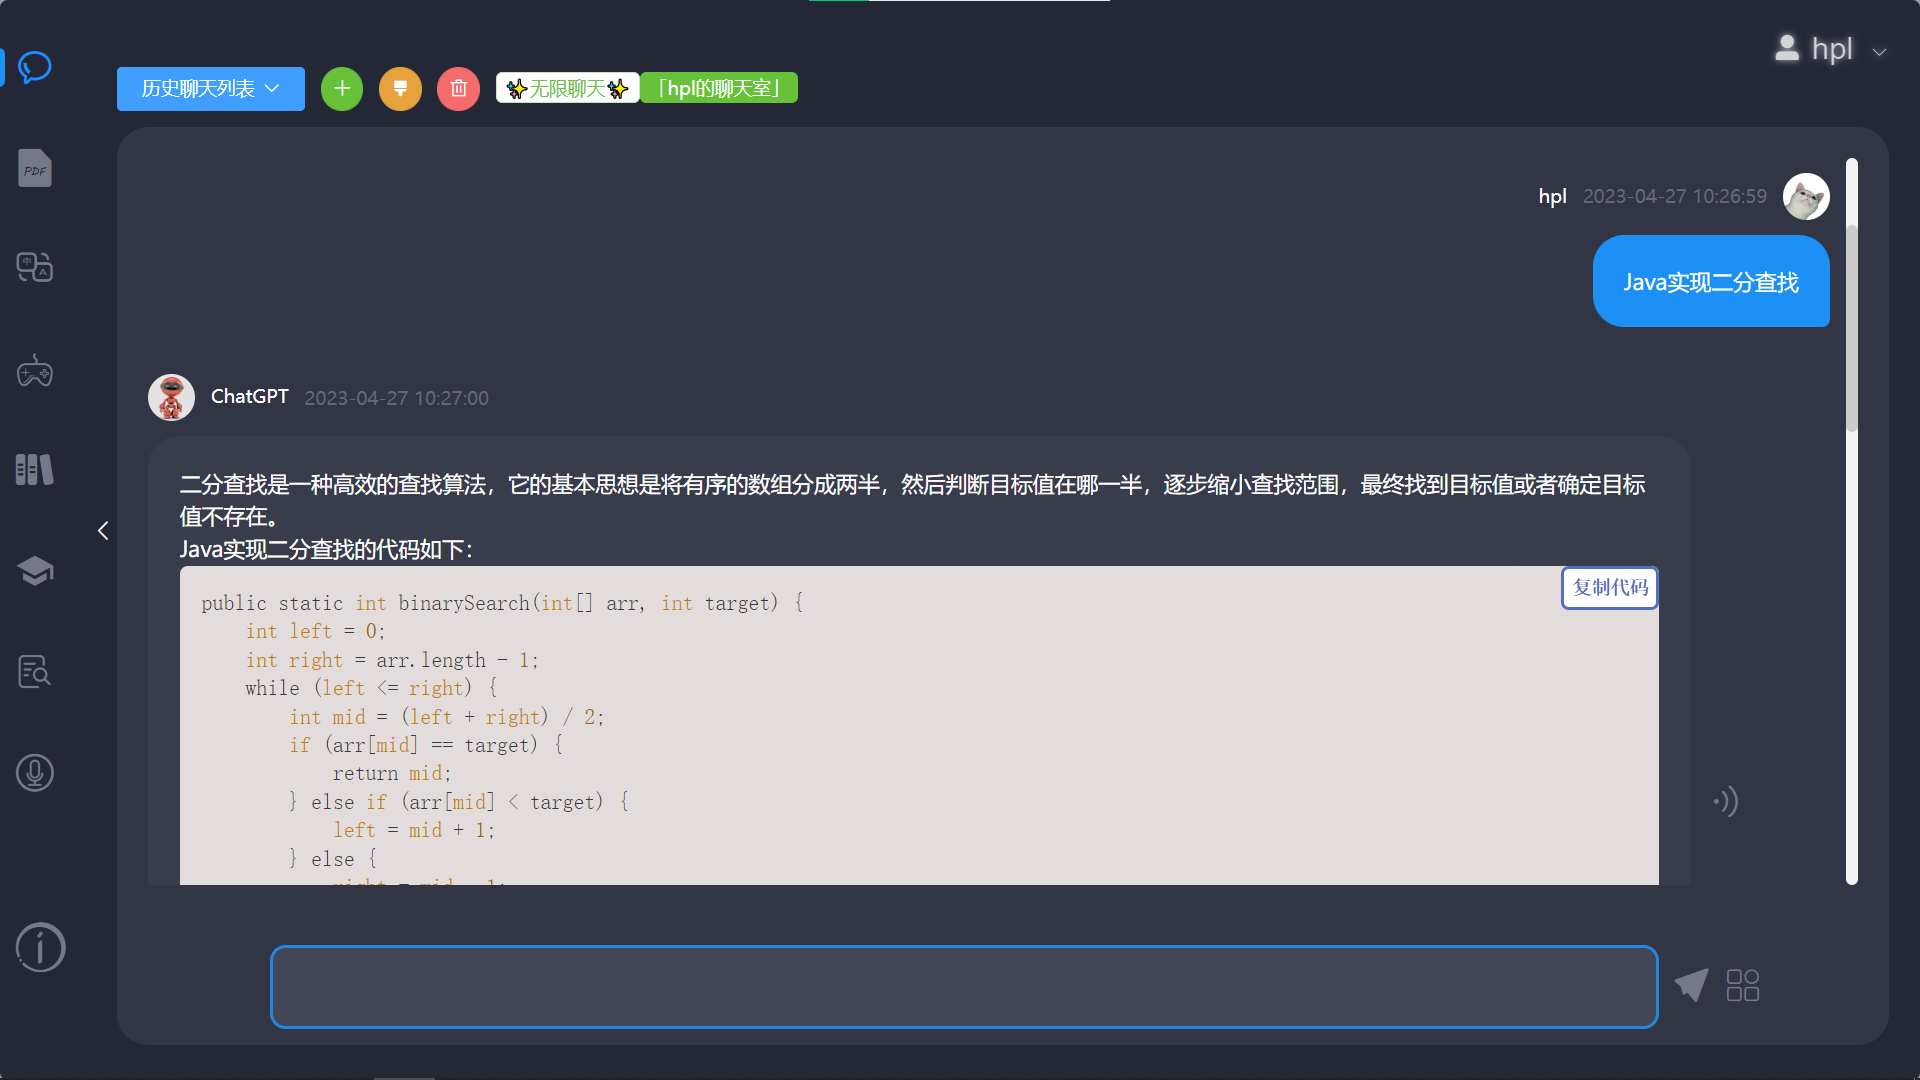 hpl
历史聊天列表
✨无限聊天✨「hpl的聊天室」
PDF
中 A
hpl 2023-04-27 10:26:59
Java实现二分查找
ChatGPT 2023-04-27 10:27:00
二分查找是一种高效的查找算法，它的基本思想是将有序的数组分成两半，然后判断目标值在哪一半，逐步缩小查找范围，最终找到目标值或者确定目标
值不存在。
Java实现二分查找的代码如下：
复制代码
public static int binarySearch(int[] arr, int target) {
    int left = 0;
    int right = arr.length - 1;
    while (left <= right) {
        int mid = (left + right) / 2;
        if (arr[mid] == target) {
            return mid;
        } else if (arr[mid] < target) {
            left = mid + 1;
        } else {
            right = mid - 1;